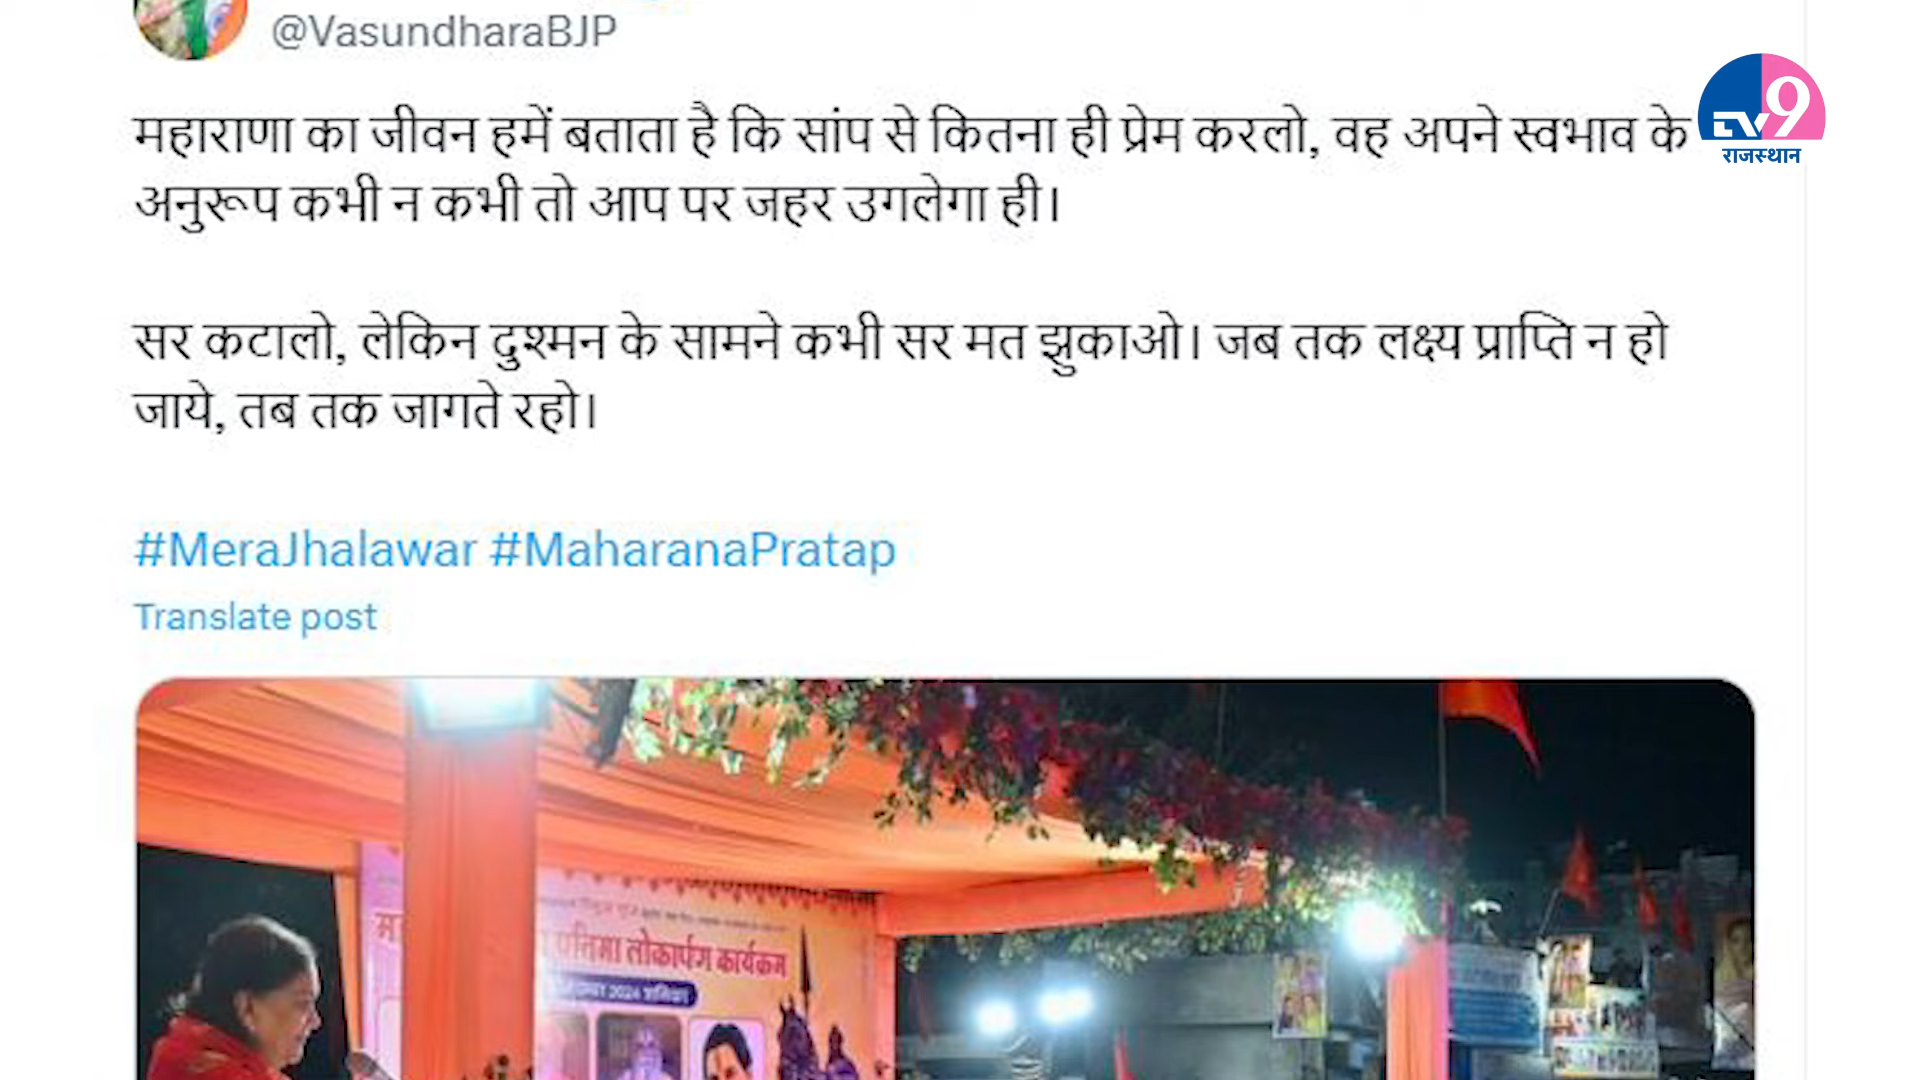 @VasundharaBJP
TV9
राजस्थान
महाराणा का जीवन हमें बताता है कि सांप से कितना ही प्रेम करलो, वह अपने स्वभाव के
अनुरूप कभी न कभी तो आप पर जहर उगलेगा ही।
सर कटालो, लेकिन दुश्मन के सामने कभी सर मत झुकाओ। जब तक लक्ष्य प्राप्ति न हो
जाये, तब तक जागते रहो।
#MeraJhalawar #MaharanaPratap
Translate post
प्रतिमा लोकार्पण कार्यक्रम